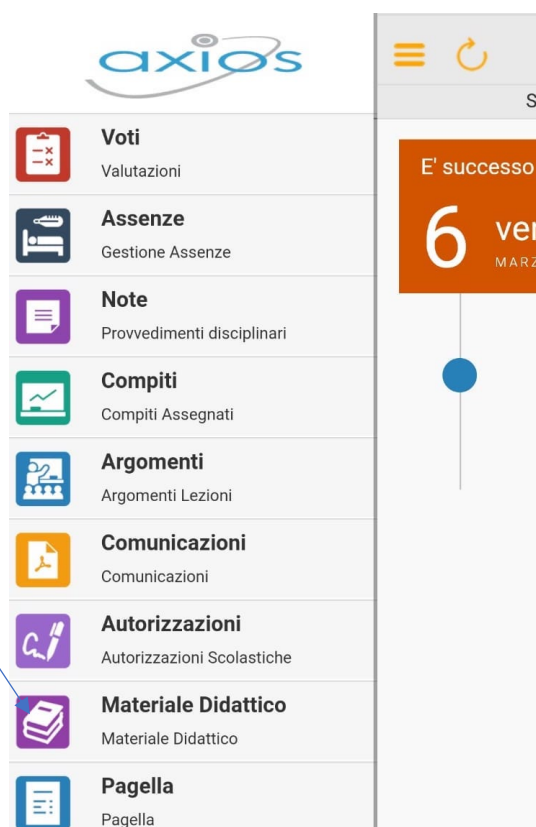 axios
S
Voti
Valutazioni
E' successo
6
MARZ
Assenze
Gestione Assenze
Note
Provvedimenti disciplinari
Compiti
Compiti Assegnati
Argomenti
Argomenti Lezioni
Comunicazioni
Comunicazioni
Autorizzazioni
Autorizzazioni Scolastiche
Materiale Didattico
Materiale Didattico
Pagella
Pagella